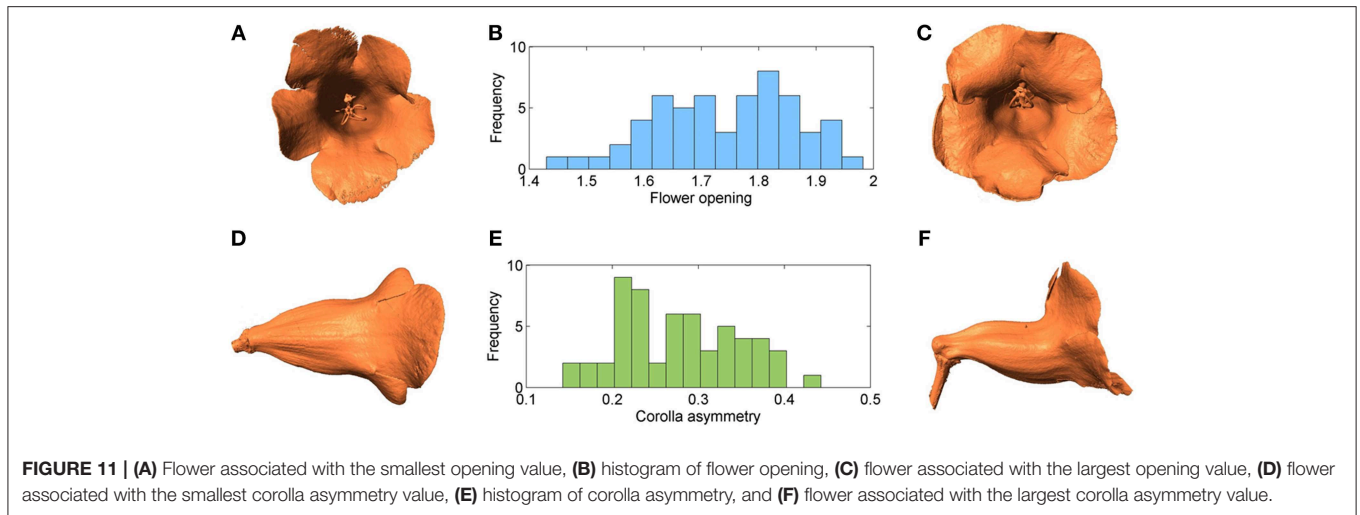 A
B
C
10
5
0
Frequency
1.4 1.5 1.6 1.7 1.8 1.9 2
Flower opening
D
E
F
10
5
0
Frequency
0.1 0.2 0.3 0.4 0.5
Corolla asymmetry
FIGURE 11 | (A) Flower associated with the smallest opening value, (B) histogram of flower opening, (C) flower associated with the largest opening value, (D) flower
associated with the smallest corolla asymmetry value, (E) histogram of corolla asymmetry, and (F) flower associated with the largest corolla asymmetry value.